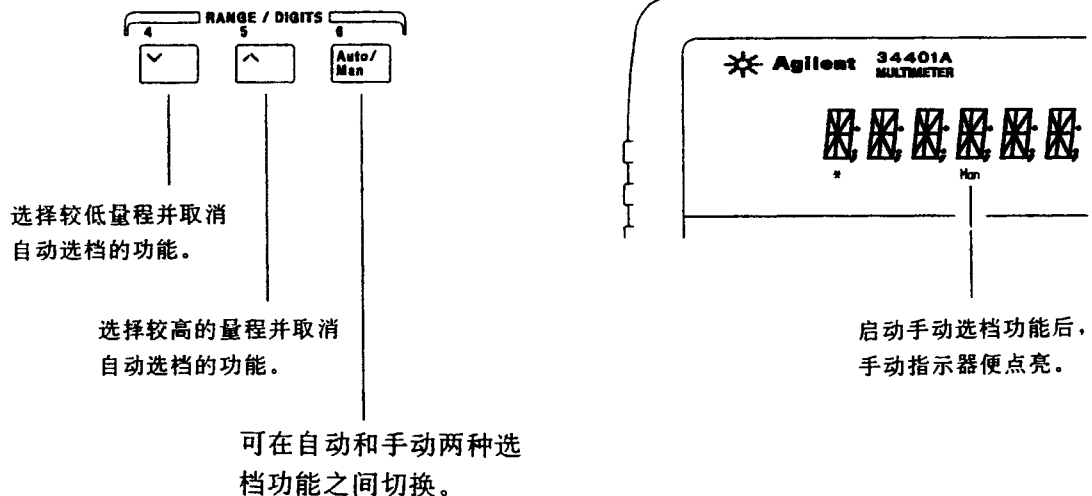 RANGE / DIGITS
4 5 6
Auto/
Man
选择较低量程并取消
自动选档的功能。
选择较高的量程并取消
自动选档的功能。
可在自动和手动两种选
档功能之间切换。
Agilent 34401A
MULTIMETER
* Man
启动手动选档功能后，
手动指示器便点亮。